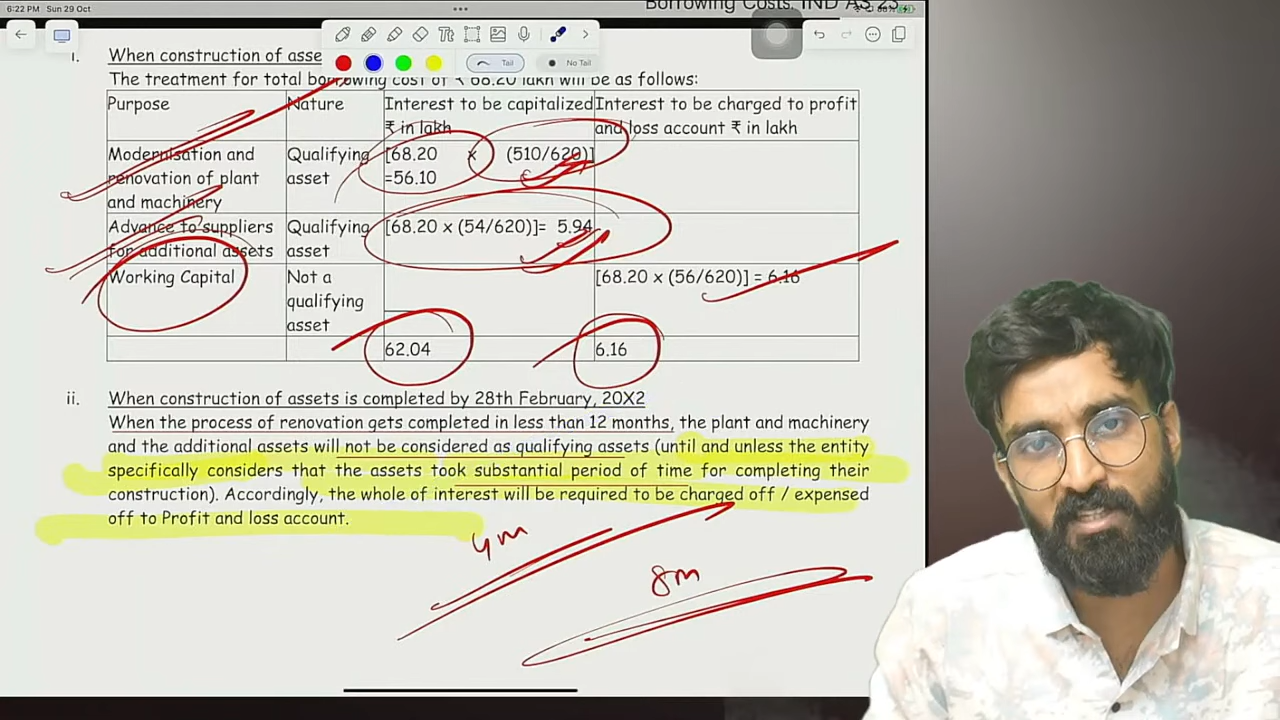 6:22 PM Sun 29 Oct
Borrowing Costs, IND AS 23
Tail
No Tail
i. When construction of asse
The treatment for total borrowing cost of ₹ 68.20 lakh will be as follows:
Purpose Nature Interest to be capitalized ₹ in lakh Interest to be charged to profit and loss account ₹ in lakh
Modernisation and renovation of plant and machinery Qualifying asset [68.20 x (510/620)] =56.10
Advance to suppliers for additional assets Qualifying asset [68.20 x (54/620)]= 5.94
Working Capital Not a qualifying asset [68.20 x (56/620)] = 6.16
62.04 6.16
ii. When construction of assets is completed by 28th February, 20X2
When the process of renovation gets completed in less than 12 months, the plant and machinery
and the additional assets will not be considered as qualifying assets (until and unless the entity
specifically considers that the assets took substantial period of time for completing their
construction). Accordingly, the whole of interest will be required to be charged off / expensed
off to Profit and loss account.
4m
8m